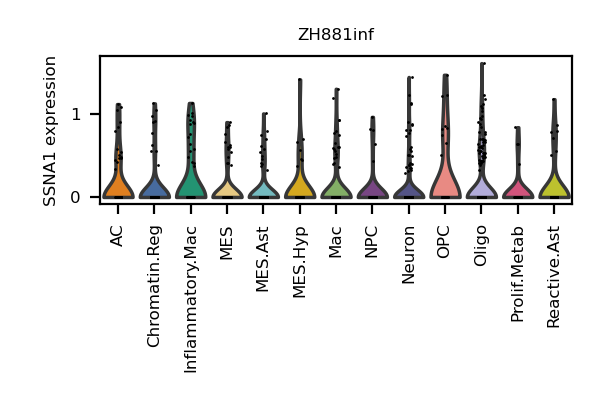 ZH881inf
SSNA1 expression
1
0
AC
Chromatin.Reg
Inflammatory.Mac
MES
MES.Ast
MES.Hyp
Mac
NPC
Neuron
OPC
Oligo
Prolif.Metab
Reactive.Ast